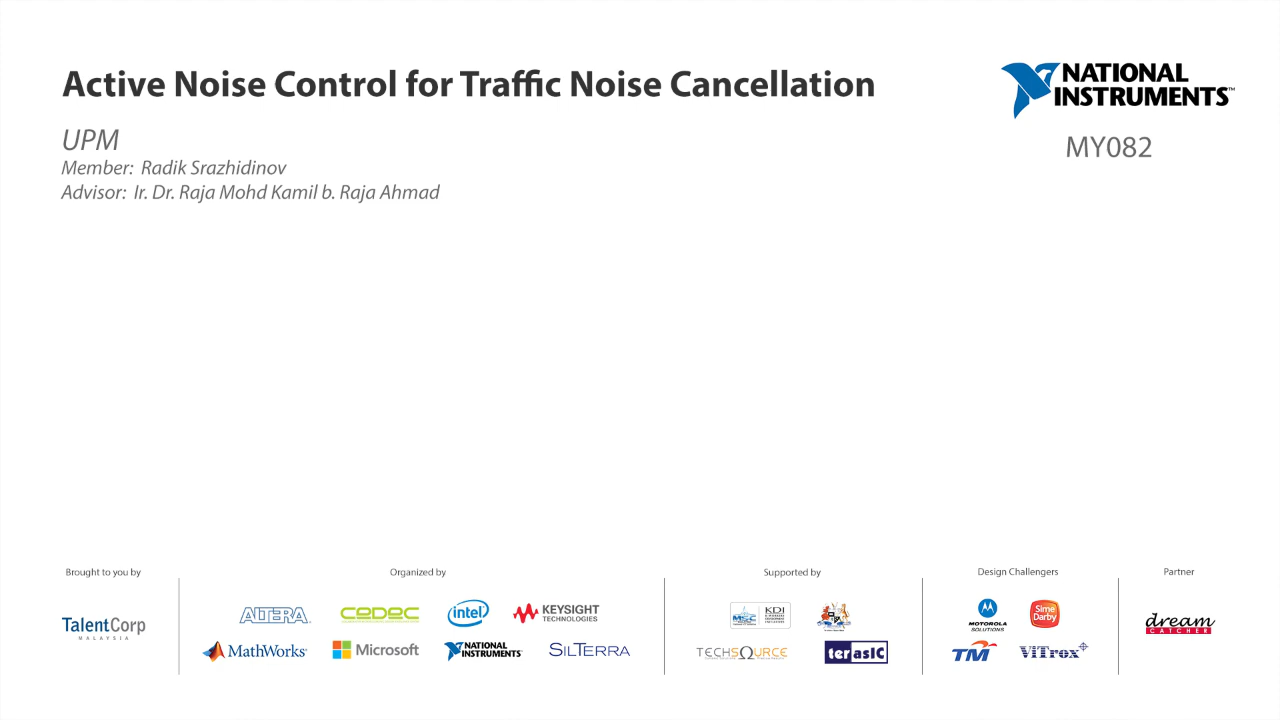 Active Noise Control for Traffic Noise Cancellation
NATIONAL
INSTRUMENTS™
UPM
MY082
Member: Radik Srazhidinov
Advisor: Ir. Dr. Raja Mohd Kamil b. Raja Ahmad
Brought to you by
TalentCorp
MALAYSIA
Organized by
ALTERA
CEDEC
intel
KEYSIGHT
TECHNOLOGIES
MathWorks
Microsoft
NATIONAL
INSTRUMENTS
SILTERRA
Supported by
MSC
KDI
TECHSOURCE
terasIC
Design Challengers
MOTOROLA
SOLUTIONS
Sime
Darby
TM
ViTrox
Partner
dream
CATCHER